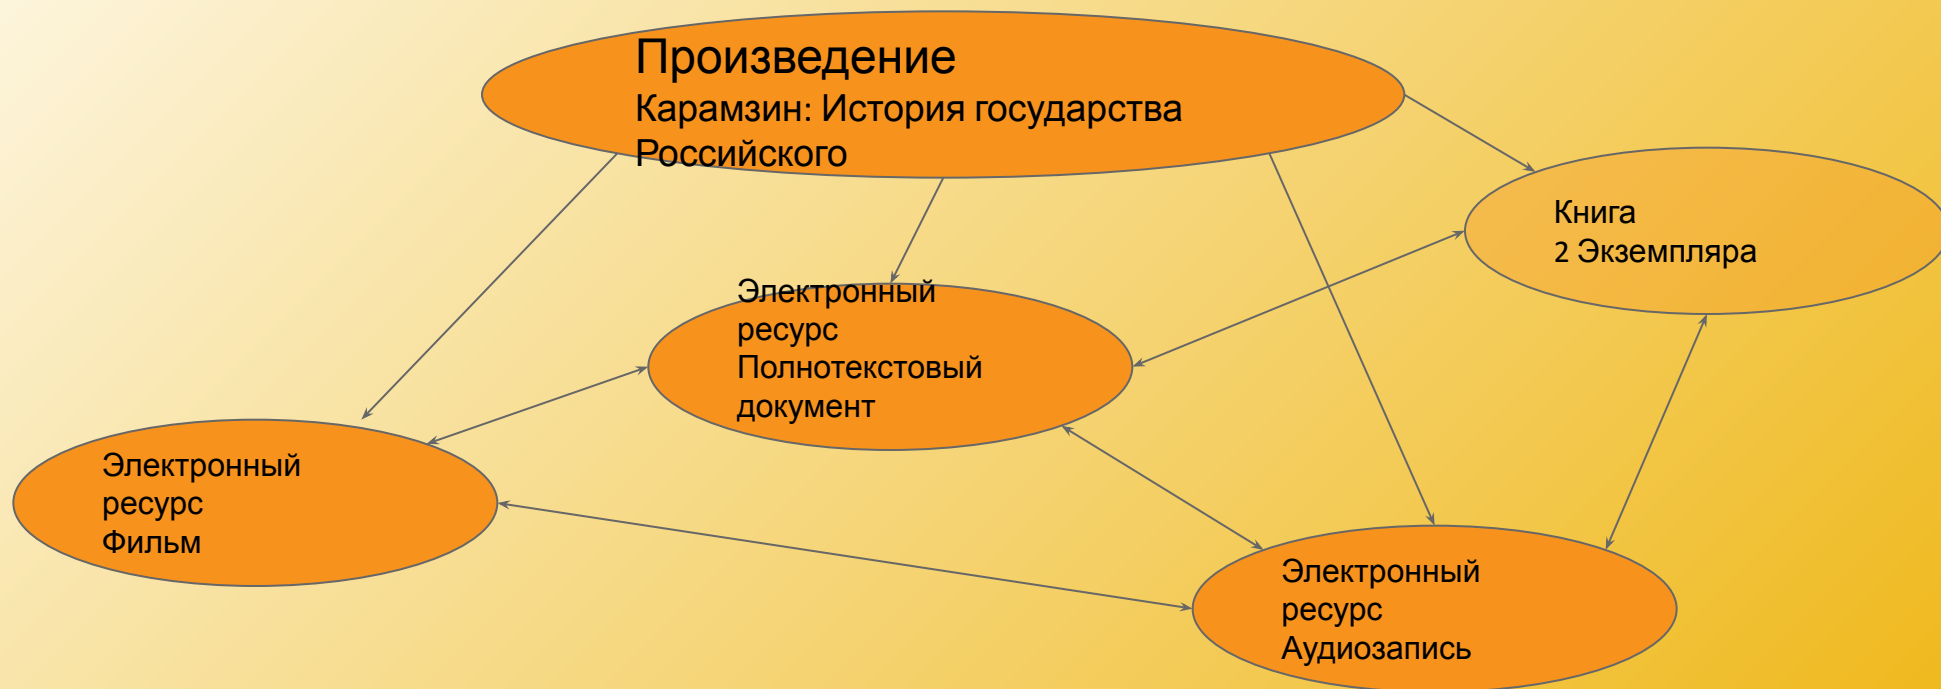 Произведение
Карамзин: История государства
Российского
Книга
2 Экземпляра
Электронный
ресурс
Полнотекстовый
документ
Электронный
ресурс
Фильм
Электронный
ресурс
Аудиозапись